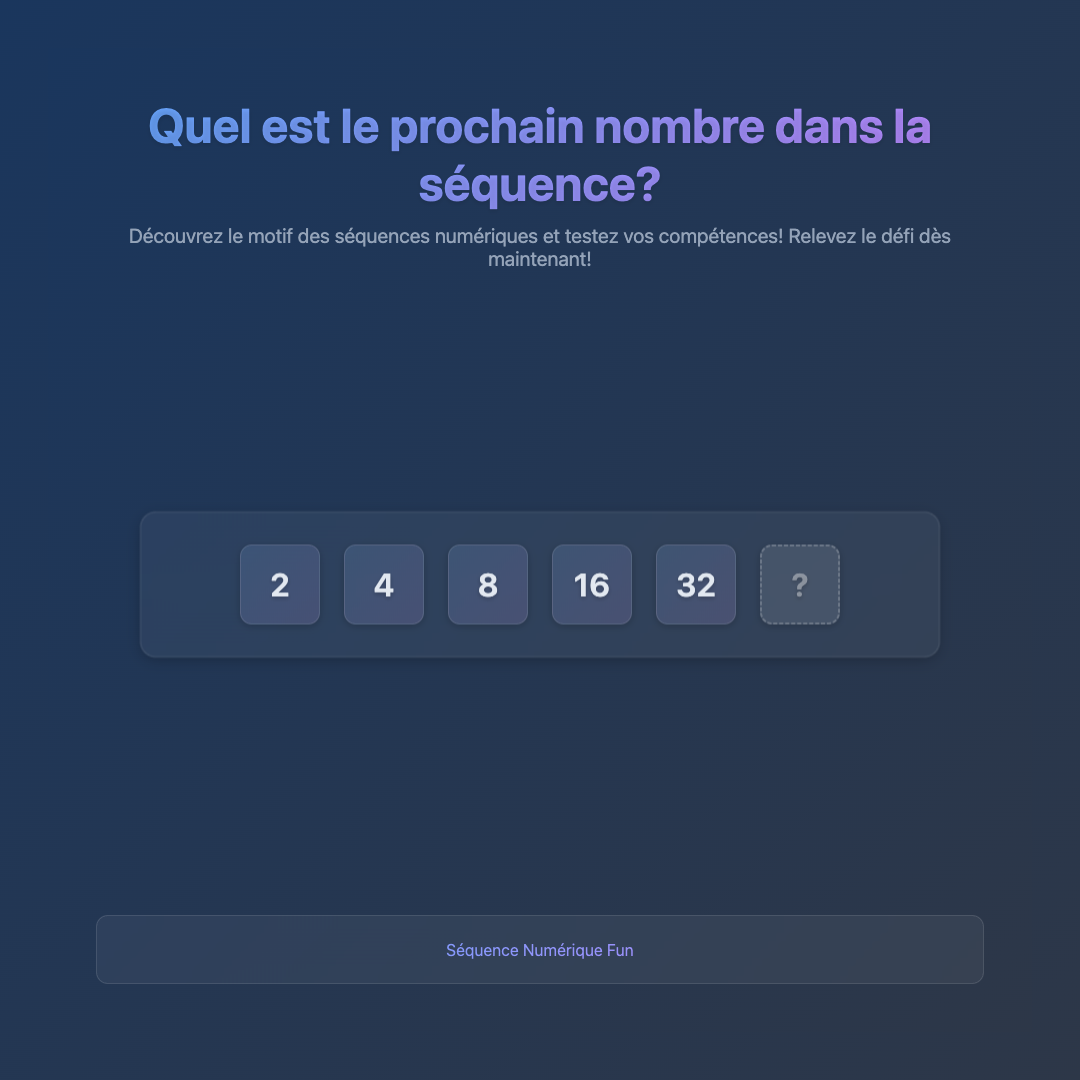 Quel est le prochain nombre dans la
séquence?
Découvrez le motif des séquences numériques et testez vos compétences! Relevez le défi dès
maintenant!
2 4 8 16 32 ?
Séquence Numérique Fun